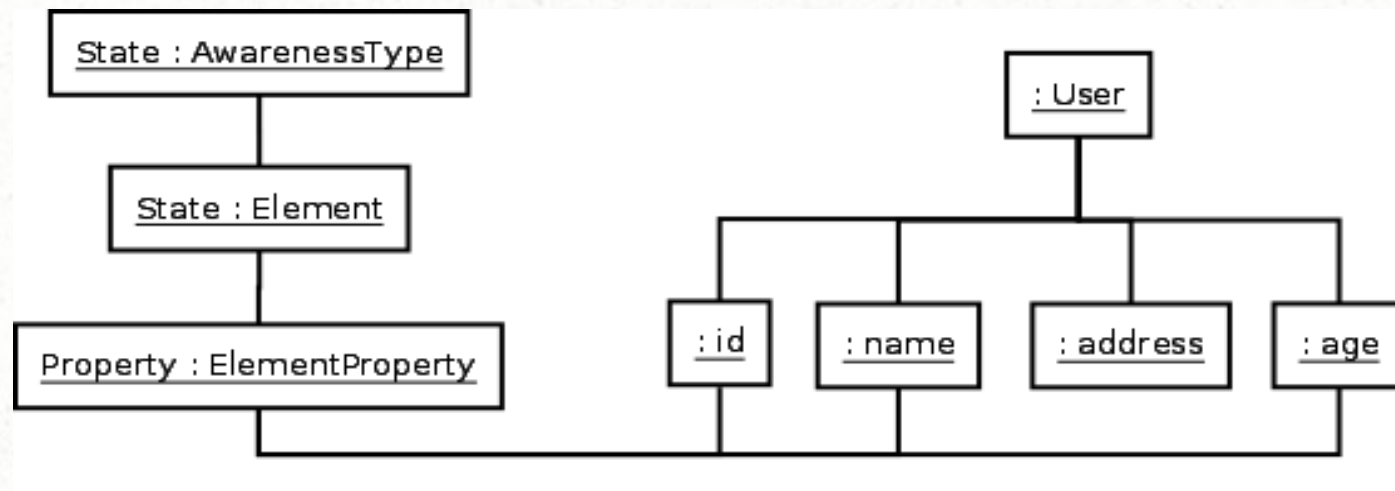 State : AwarenessType
: User
State : Element
: id
: name
: address
: age
Property : ElementProperty